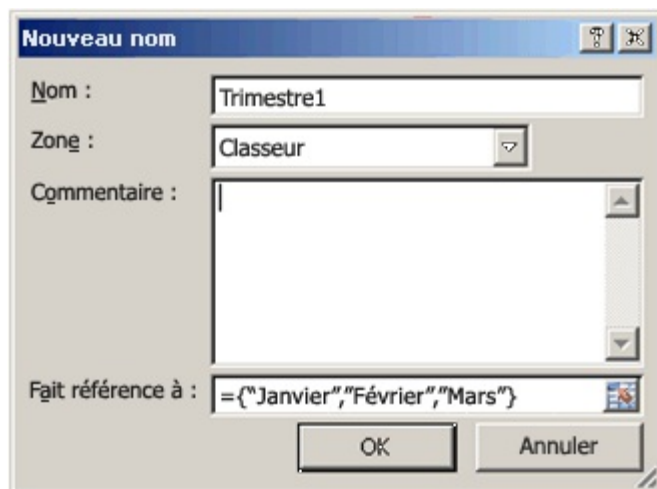 Nouveau nom
Nom : Trimestre1
Zone : Classeur
Commentaire :
Fait référence à : ={“Janvier”,”Février”,”Mars”}
OK Annuler